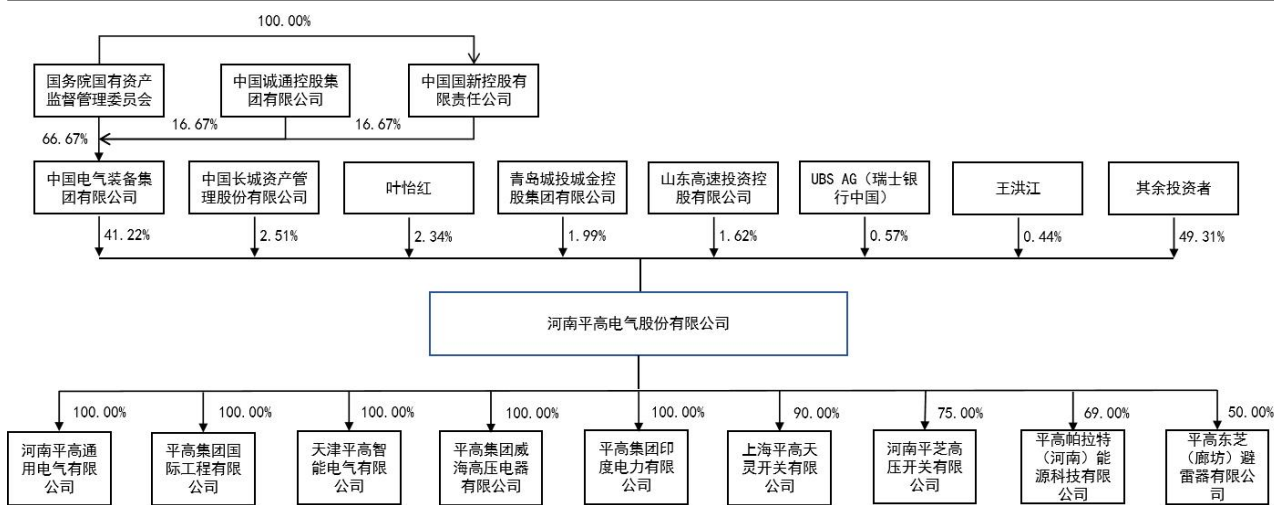 100.00%
国务院国有资产
监督管理委员会
中国诚通控股集
团有限公司
中国国新控股有
限责任公司
66.67%
16.67%
16.67%
中国电气装备集
团有限公司
中国长城资产管
理股份有限公司
叶怡红
青岛城投城金控
股集团有限公司
山东高速投资控
股有限公司
UBS AG（瑞士银
行中国）
王洪江
其余投资者
41.22%
2.51%
2.34%
1.99%
1.62%
0.57%
0.44%
49.31%
河南平高电气股份有限公司
100.00%
100.00%
100.00%
100.00%
100.00%
90.00%
75.00%
69.00%
50.00%
河南平高通
用电气有限
公司
平高集团国
际工程有限
公司
天津平高智
能电气有限
公司
平高集团威
海高压电器
有限公司
平高集团印
度电力有限
公司
上海平高天
灵开关有限
公司
河南平芝高
压开关有限
公司
平高帕拉特
（河南）能
源科技有限
公司
平高东芝
（廊坊）避
雷器有限公
司